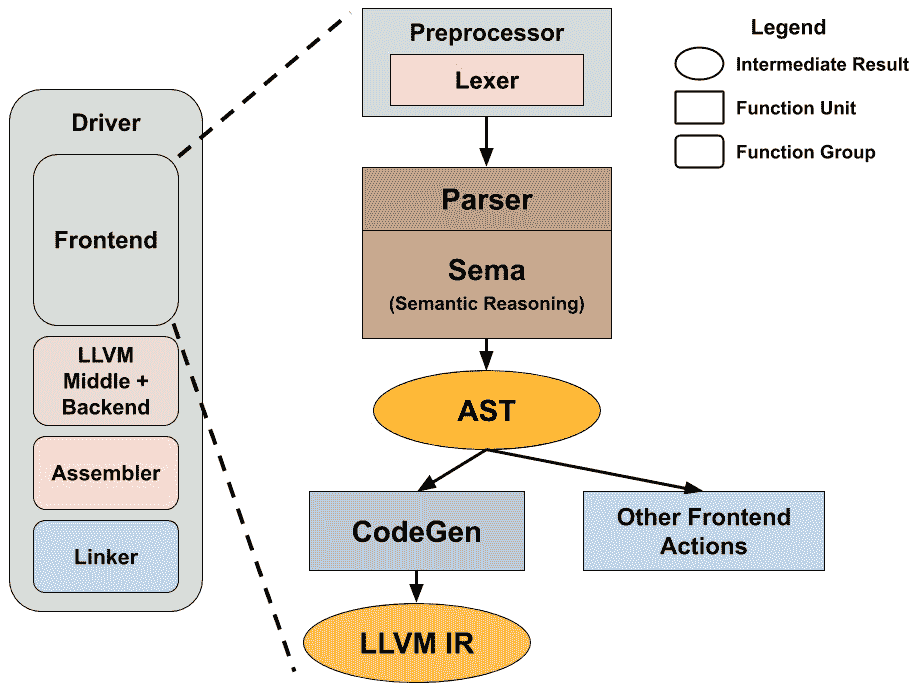 Driver
Frontend
LLVM
Middle +
Backend
Assembler
Linker
Preprocessor
Lexer
Parser
Sema
(Semantic Reasoning)
AST
CodeGen
Other Frontend
Actions
LLVM IR
Legend
Intermediate Result
Function Unit
Function Group